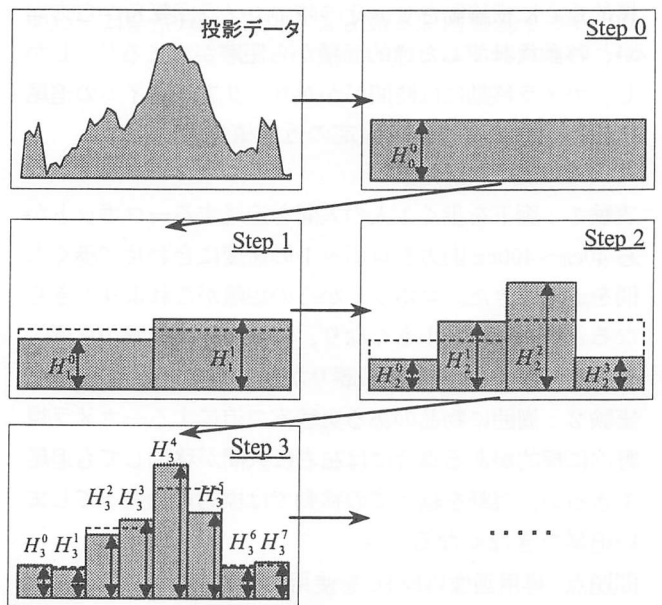 投影データ
Step 0
H_0^0
Step 1
H_1^0
H_1^1
Step 2
H_2^0
H_2^1
H_2^2
H_2^3
Step 3
H_3^0
H_3^1
H_3^2
H_3^3
H_3^4
H_3^5
H_3^6
H_3^7
......